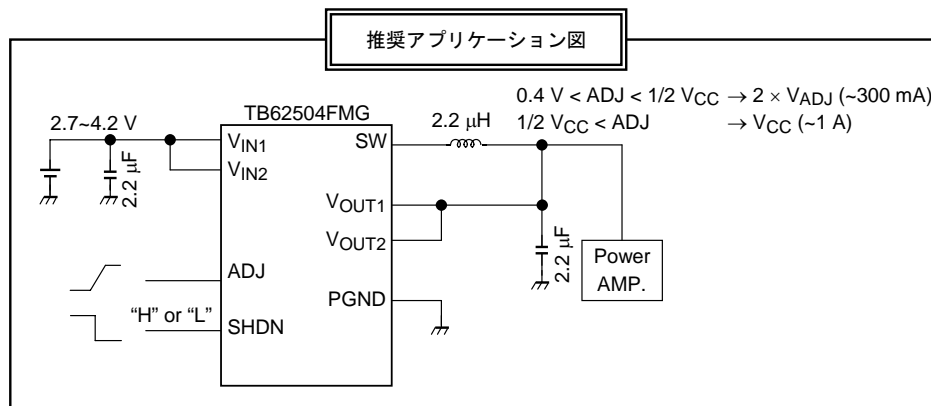 推奨アプリケーション図
0.4 V < ADJ < 1/2 VCC → 2 × VADJ (~300 mA)
1/2 VCC < ADJ → VCC (~1 A)
TB62504FMG
2.7~4.2 V
2.2 μH
VIN1
SW
VIN2
2.2 μF
VOUT1
VOUT2
2.2 μF
Power
AMP.
ADJ
PGND
"H" or "L"
SHDN